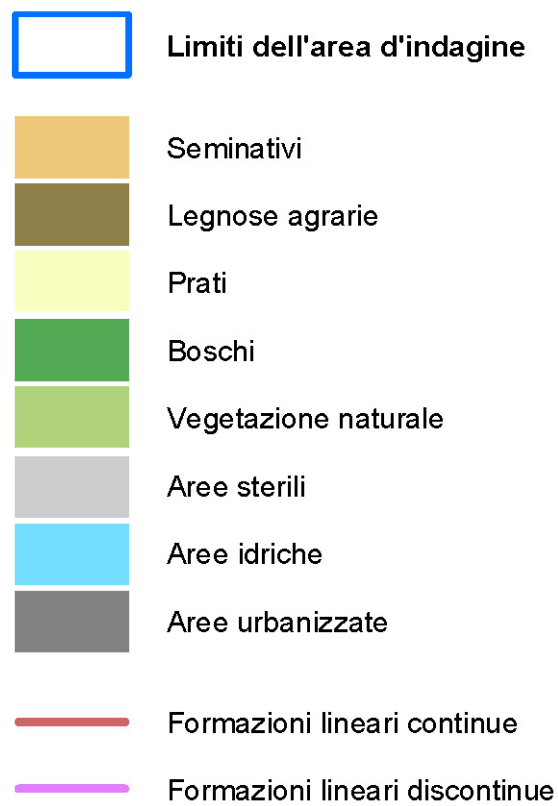 Limiti dell'area d'indagine
Seminativi
Legnose agrarie
Prati
Boschi
Vegetazione naturale
Aree sterili
Aree idriche
Aree urbanizzate
Formazioni lineari continue
Formazioni lineari discontinue